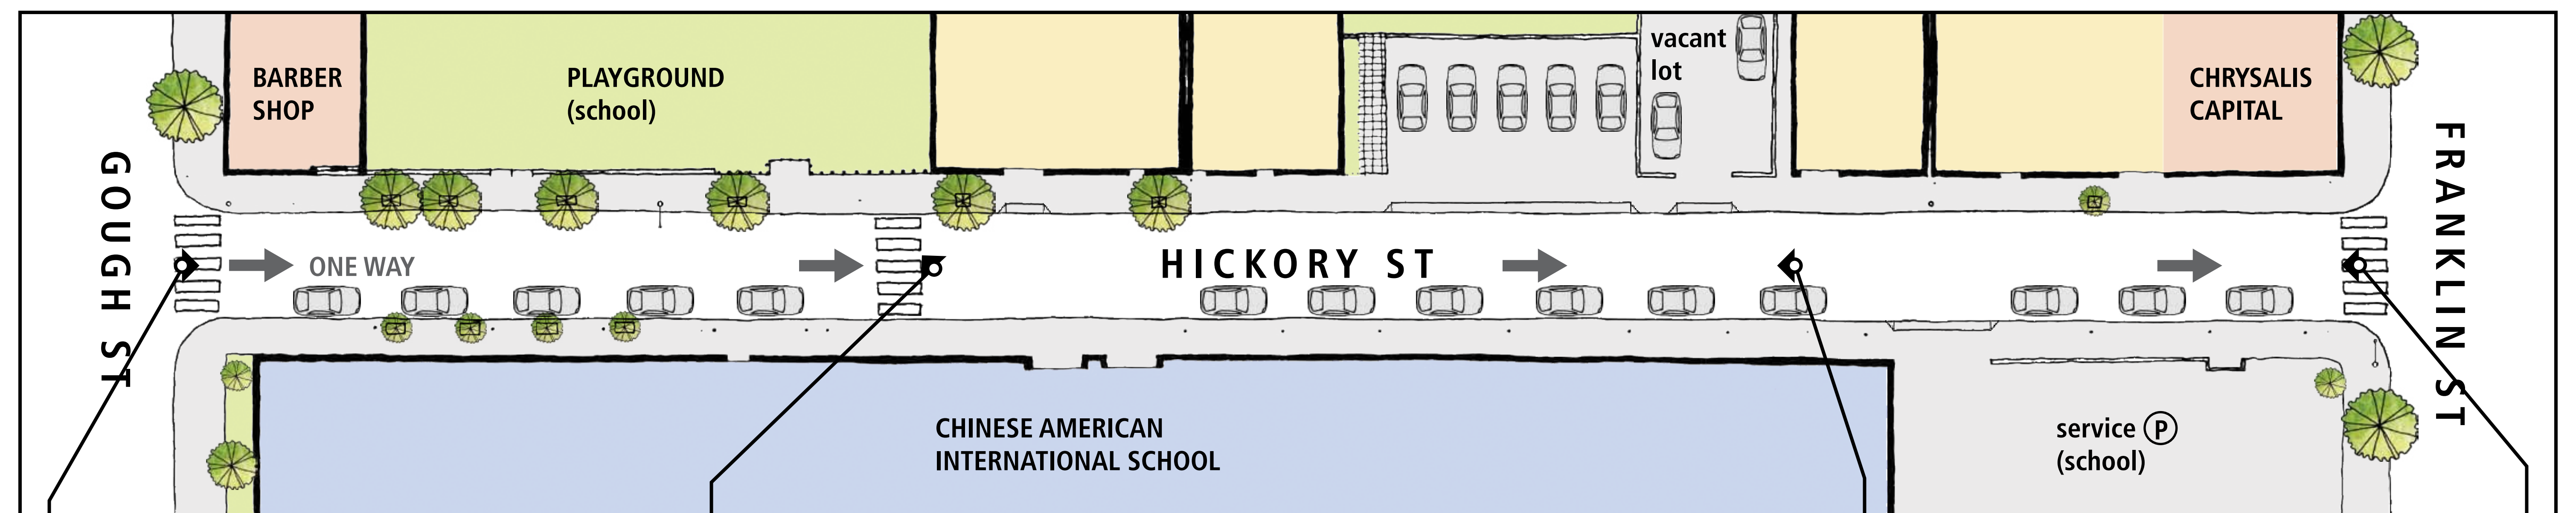 BARBER
SHOP
PLAYGROUND
(school)
vacant
lot
CHRYSALIS
CAPITAL
GOUGH ST
FRANKLIN ST
ONE WAY
HICKORY ST
CHINESE AMERICAN
INTERNATIONAL SCHOOL
service P
(school)